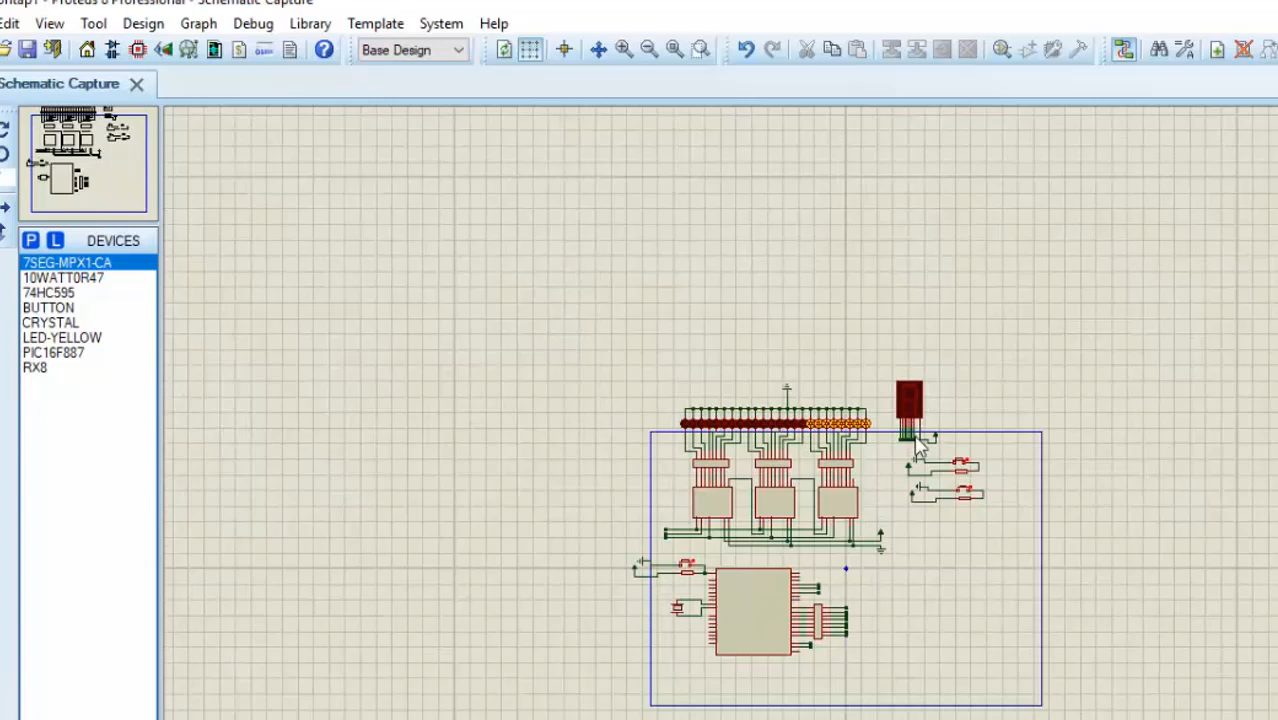 Proteus 8 Professional - Schematic Capture
Edit View Tool Design Graph Debug Library Template System Help
Base Design
Schematic Capture
P L DEVICES
7SEG-MPX1-CA
10WATT0R47
74HC595
BUTTON
CRYSTAL
LED-YELLOW
PIC16F887
RX8